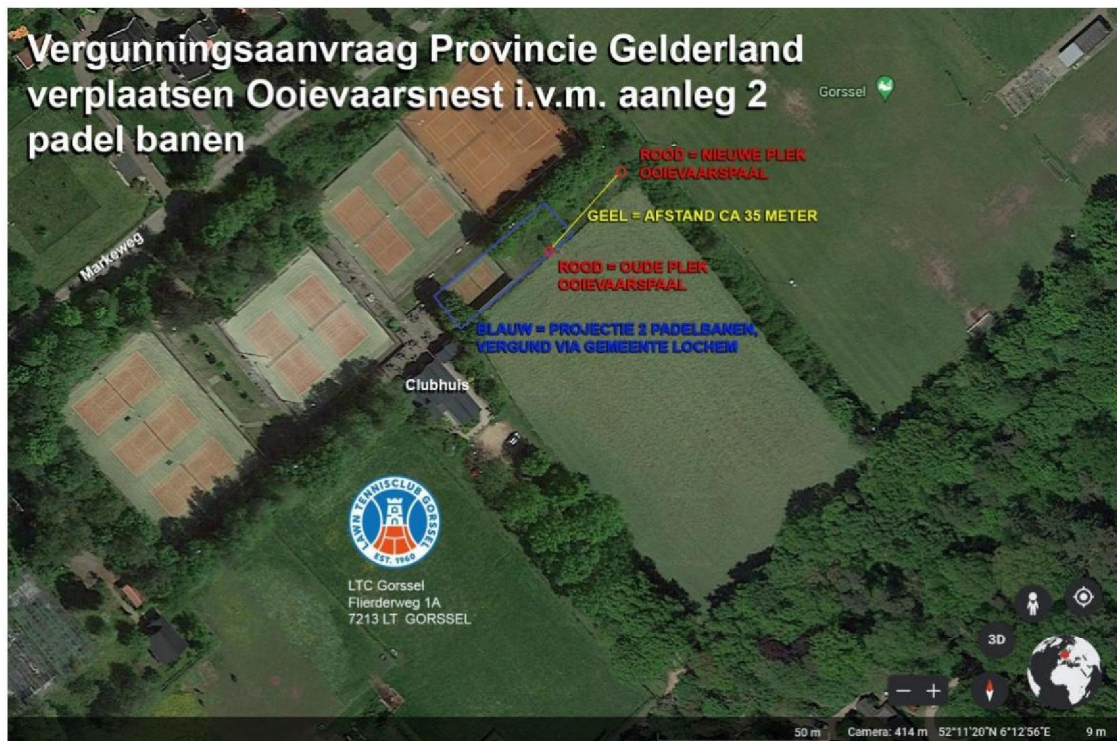 Vergunningsaanvraag Provincie Gelderland
verplaatsen Ooievaarsnest i.v.m. aanleg 2
padel banen
Gorssel
ROOD = NIEUWE PLEK
OOIEVAARSPAAL
GEEL = AFSTAND CA 35 METER
Markeweg
ROOD = OUDE PLEK
OOIEVAARSPAAL
BLAUW = PROJECTIE 2 PADELBANEN,
VERGUND VIA GEMEENTE LOCHEM
Clubhuis
LAWN TENNISCLUB GORSSEL
EST. 1960
LTC Gorssel
Flierderweg 1A
7213 LT GORSSEL
3D
50 m Camera: 414 m 52°11'20"N 6°12'56"E 9 m